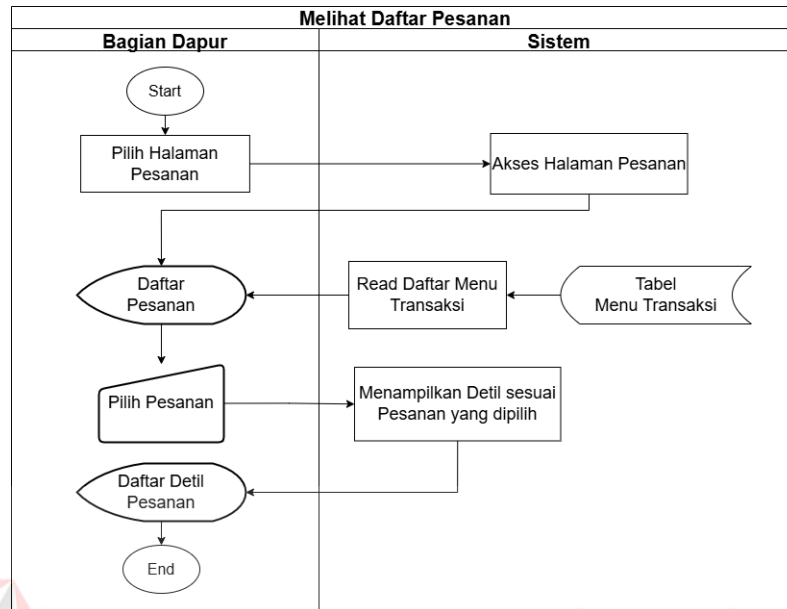 Melihat Daftar Pesanan
Bagian Dapur
Sistem
Start
Pilih Halaman
Pesanan
Akses Halaman Pesanan
Daftar
Pesanan
Read Daftar Menu
Transaksi
Tabel
Menu Transaksi
Pilih Pesanan
Menampilkan Detil sesuai
Pesanan yang dipilih
Daftar Detil
Pesanan
End